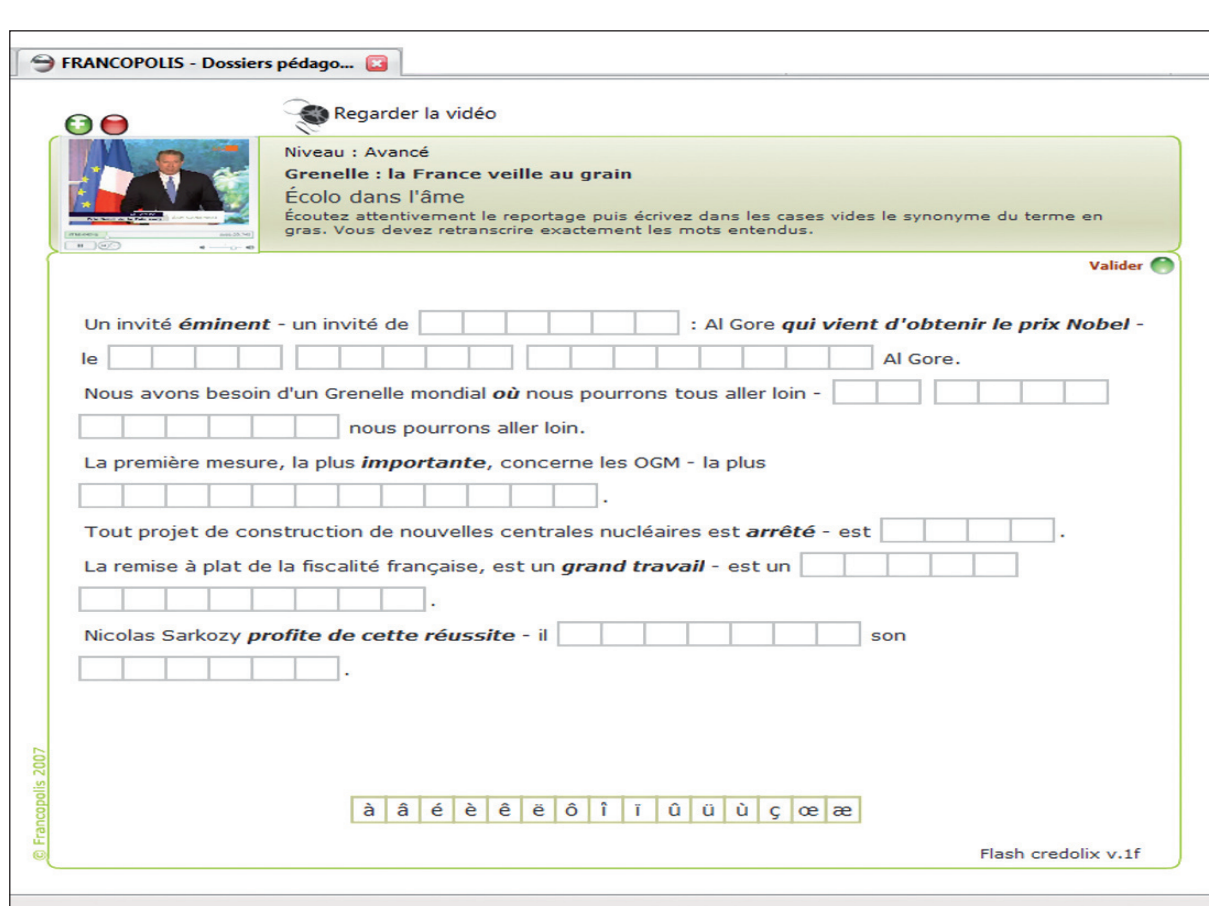 FRANCOPOLIS - Dossiers pédago...
Regarder la vidéo
Niveau : Avancé
Grenelle : la France veille au grain
Écolo dans l'âme
Écoutez attentivement le reportage puis écrivez dans les cases vides le synonyme du terme en
gras. Vous devez retranscrire exactement les mots entendus.
Valider
Un invité éminent - un invité de : Al Gore qui vient d'obtenir le prix Nobel -
le Al Gore.
Nous avons besoin d'un Grenelle mondial où nous pourrons tous aller loin -
nous pourrons aller loin.
La première mesure, la plus importante, concerne les OGM - la plus
.
Tout projet de construction de nouvelles centrales nucléaires est arrêté - est .
La remise à plat de la fiscalité française, est un grand travail - est un
.
Nicolas Sarkozy profite de cette réussite - il son
.
à â é è ê ë ô î ï û ü ù ç œ æ
© Francopolis 2007
Flash credolix v.1f